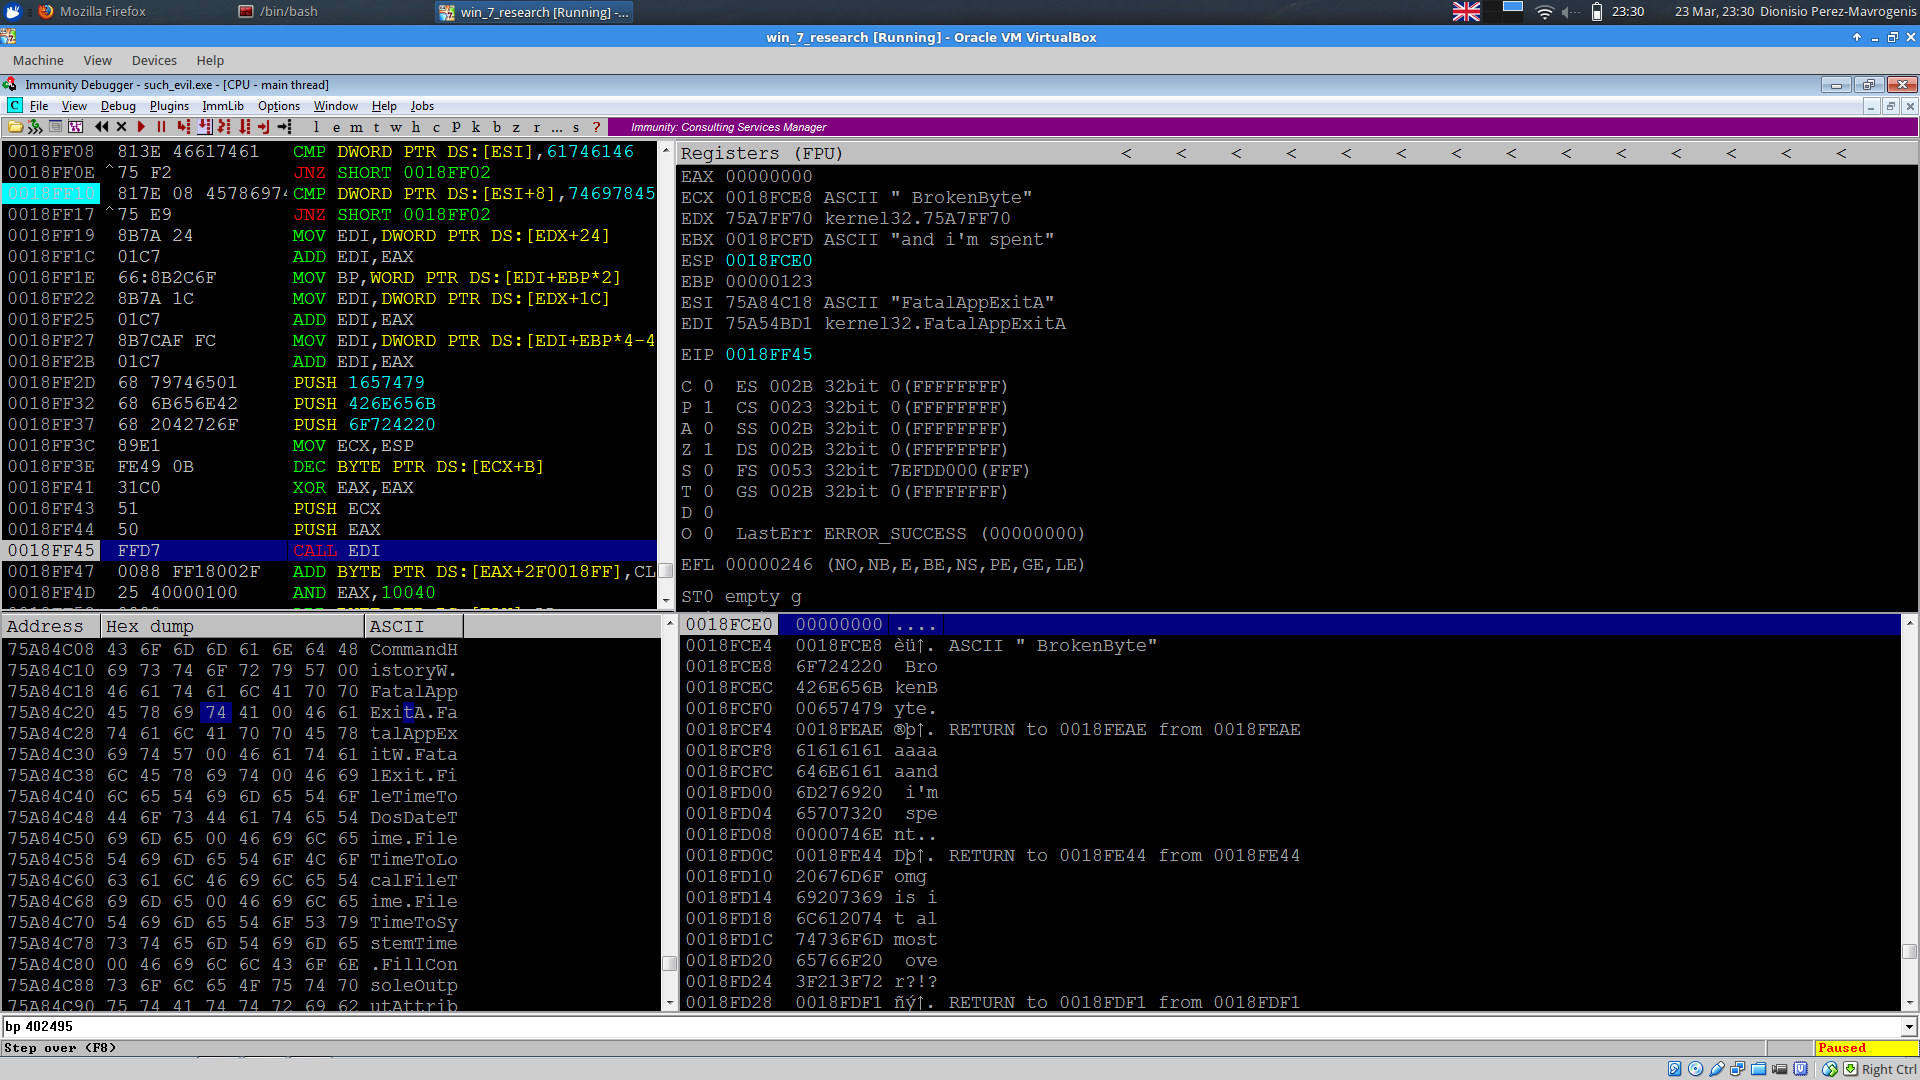 Mozilla Firefox
/bin/bash
win_7_research [Running] -...
23:30
23 Mar, 23:30 Dionisio Perez-Mavrogenis
win_7_research [Running] - Oracle VM VirtualBox
Machine View Devices Help
Immunity Debugger - such_evil.exe - [CPU - main thread]
C File View Debug Plugins ImmLib Options Window Help Jobs
l e m t w h c P k b z r ... s ? Immunity: Consulting Services Manager
0018FF08 813E 46617461 CMP DWORD PTR DS:[ESI],61746146
0018FF0E ^75 F2 JNZ SHORT 0018FF02
0018FF10 817E 08 45786974 CMP DWORD PTR DS:[ESI+8],74697845
0018FF17 ^75 E9 JNZ SHORT 0018FF02
0018FF19 8B7A 24 MOV EDI,DWORD PTR DS:[EDX+24]
0018FF1C 01C7 ADD EDI,EAX
0018FF1E 66:8B2C6F MOV BP,WORD PTR DS:[EDI+EBP*2]
0018FF22 8B7A 1C MOV EDI,DWORD PTR DS:[EDX+1C]
0018FF25 01C7 ADD EDI,EAX
0018FF27 8B7CAF FC MOV EDI,DWORD PTR DS:[EDI+EBP*4-4
0018FF2B 01C7 ADD EDI,EAX
0018FF2D 68 79746501 PUSH 1657479
0018FF32 68 6B656E42 PUSH 426E656B
0018FF37 68 2042726F PUSH 6F724220
0018FF3C 89E1 MOV ECX,ESP
0018FF3E FE49 0B DEC BYTE PTR DS:[ECX+B]
0018FF41 31C0 XOR EAX,EAX
0018FF43 51 PUSH ECX
0018FF44 50 PUSH EAX
0018FF45 FFD7 CALL EDI
0018FF47 0088 FF18002F ADD BYTE PTR DS:[EAX+2F0018FF],CL
0018FF4D 25 40000100 AND EAX,10040
Registers (FPU) < < < < < < < < < < < < < <
EAX 00000000
ECX 0018FCE8 ASCII " BrokenByte"
EDX 75A7FF70 kernel32.75A7FF70
EBX 0018FCFD ASCII "and i'm spent"
ESP 0018FCE0
EBP 00000123
ESI 75A84C18 ASCII "FatalAppExitA"
EDI 75A54BD1 kernel32.FatalAppExitA
EIP 0018FF45
C 0 ES 002B 32bit 0(FFFFFFFF)
P 1 CS 0023 32bit 0(FFFFFFFF)
A 0 SS 002B 32bit 0(FFFFFFFF)
Z 1 DS 002B 32bit 0(FFFFFFFF)
S 0 FS 0053 32bit 7EFDD000(FFF)
T 0 GS 002B 32bit 0(FFFFFFFF)
D 0
O 0 LastErr ERROR_SUCCESS (00000000)
EFL 00000246 (NO,NB,E,BE,NS,PE,GE,LE)
ST0 empty g
Address Hex dump ASCII
75A84C08 43 6F 6D 6D 61 6E 64 48 CommandH
75A84C10 69 73 74 6F 72 79 57 00 istoryW.
75A84C18 46 61 74 61 6C 41 70 70 FatalApp
75A84C20 45 78 69 74 41 00 46 61 ExitA.Fa
75A84C28 74 61 6C 41 70 70 45 78 talAppEx
75A84C30 69 74 57 00 46 61 74 61 itW.Fata
75A84C38 6C 45 78 69 74 00 46 69 lExit.Fi
75A84C40 6C 65 54 69 6D 65 54 6F leTimeTo
75A84C48 44 6F 73 44 61 74 65 54 DosDateT
75A84C50 69 6D 65 00 46 69 6C 65 ime.File
75A84C58 54 69 6D 65 54 6F 4C 6F TimeToLo
75A84C60 63 61 6C 46 69 6C 65 54 calFileT
75A84C68 69 6D 65 00 46 69 6C 65 ime.File
75A84C70 54 69 6D 65 54 6F 53 79 TimeToSy
75A84C78 73 74 65 6D 54 69 6D 65 stemTime
75A84C80 00 46 69 6C 6C 43 6F 6E .FillCon
75A84C88 73 6F 6C 65 4F 75 74 70 soleOutp
75A84C90 75 74 41 74 74 72 69 62 utAttrib
0018FCE0 00000000 ....
0018FCE4 0018FCE8 èü↑. ASCII " BrokenByte"
0018FCE8 6F724220 Bro
0018FCEC 426E656B kenB
0018FCF0 00657479 yte.
0018FCF4 0018FEAE ®þ↑. RETURN to 0018FEAE from 0018FEAE
0018FCF8 61616161 aaaa
0018FCFC 646E6161 aand
0018FD00 6D276920 i'm
0018FD04 65707320 spe
0018FD08 0000746E nt..
0018FD0C 0018FE44 Dþ↑. RETURN to 0018FE44 from 0018FE44
0018FD10 20676D6F omg
0018FD14 69207369 is i
0018FD18 6C612074 t al
0018FD1C 74736F6D most
0018FD20 65766F20 ove
0018FD24 3F213F72 r?!?
0018FD28 0018FDF1 ñý↑. RETURN to 0018FDF1 from 0018FDF1
bp 402495
Step over (F8)
Paused
Right Ctrl